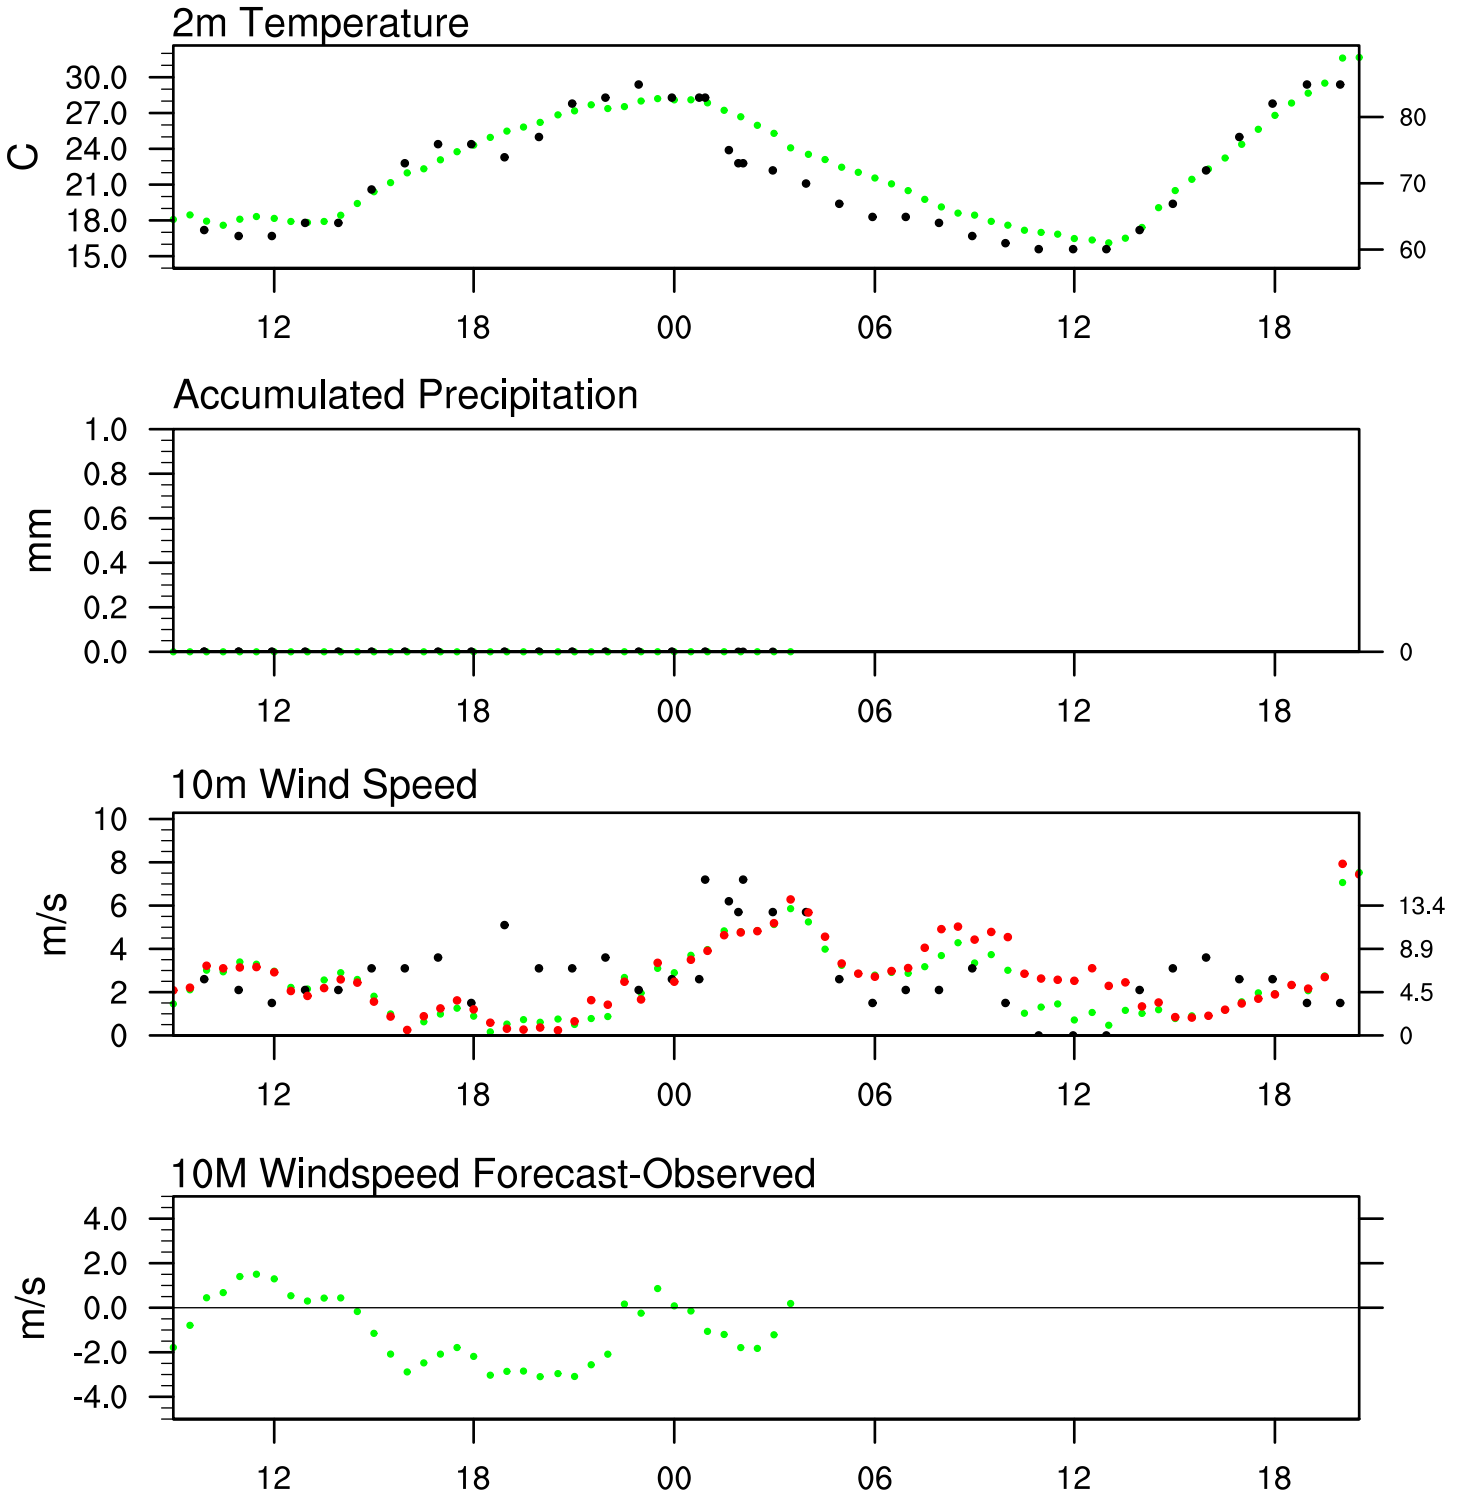 2m Temperature
30.0
27.0
24.0
21.0
18.0
15.0
C
80
70
60
12 18 00 06 12 18
Accumulated Precipitation
1.0
0.8
0.6
0.4
0.2
0.0
mm
0
12 18 00 06 12 18
10m Wind Speed
10
8
6
4
2
0
m/s
13.4
8.9
4.5
0
12 18 00 06 12 18
10M Windspeed Forecast-Observed
4.0
2.0
0.0
-2.0
-4.0
m/s
12 18 00 06 12 18